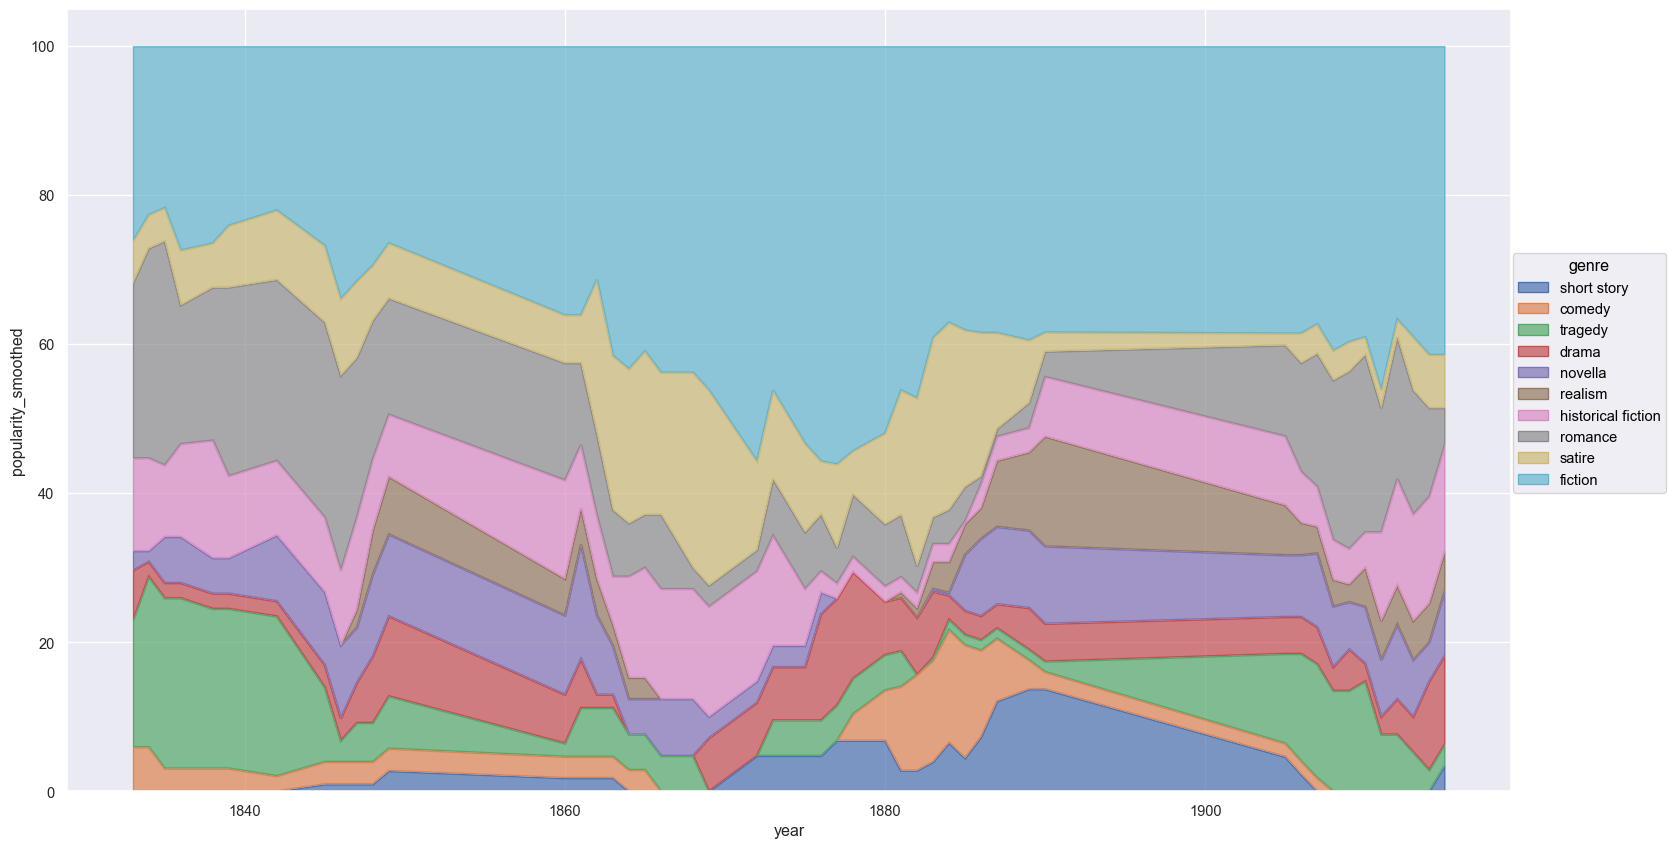 100
80
60
40
20
0
popularity_smoothed
1840
1860
1880
1900
year
genre
short story
comedy
tragedy
drama
novella
realism
historical fiction
romance
satire
fiction